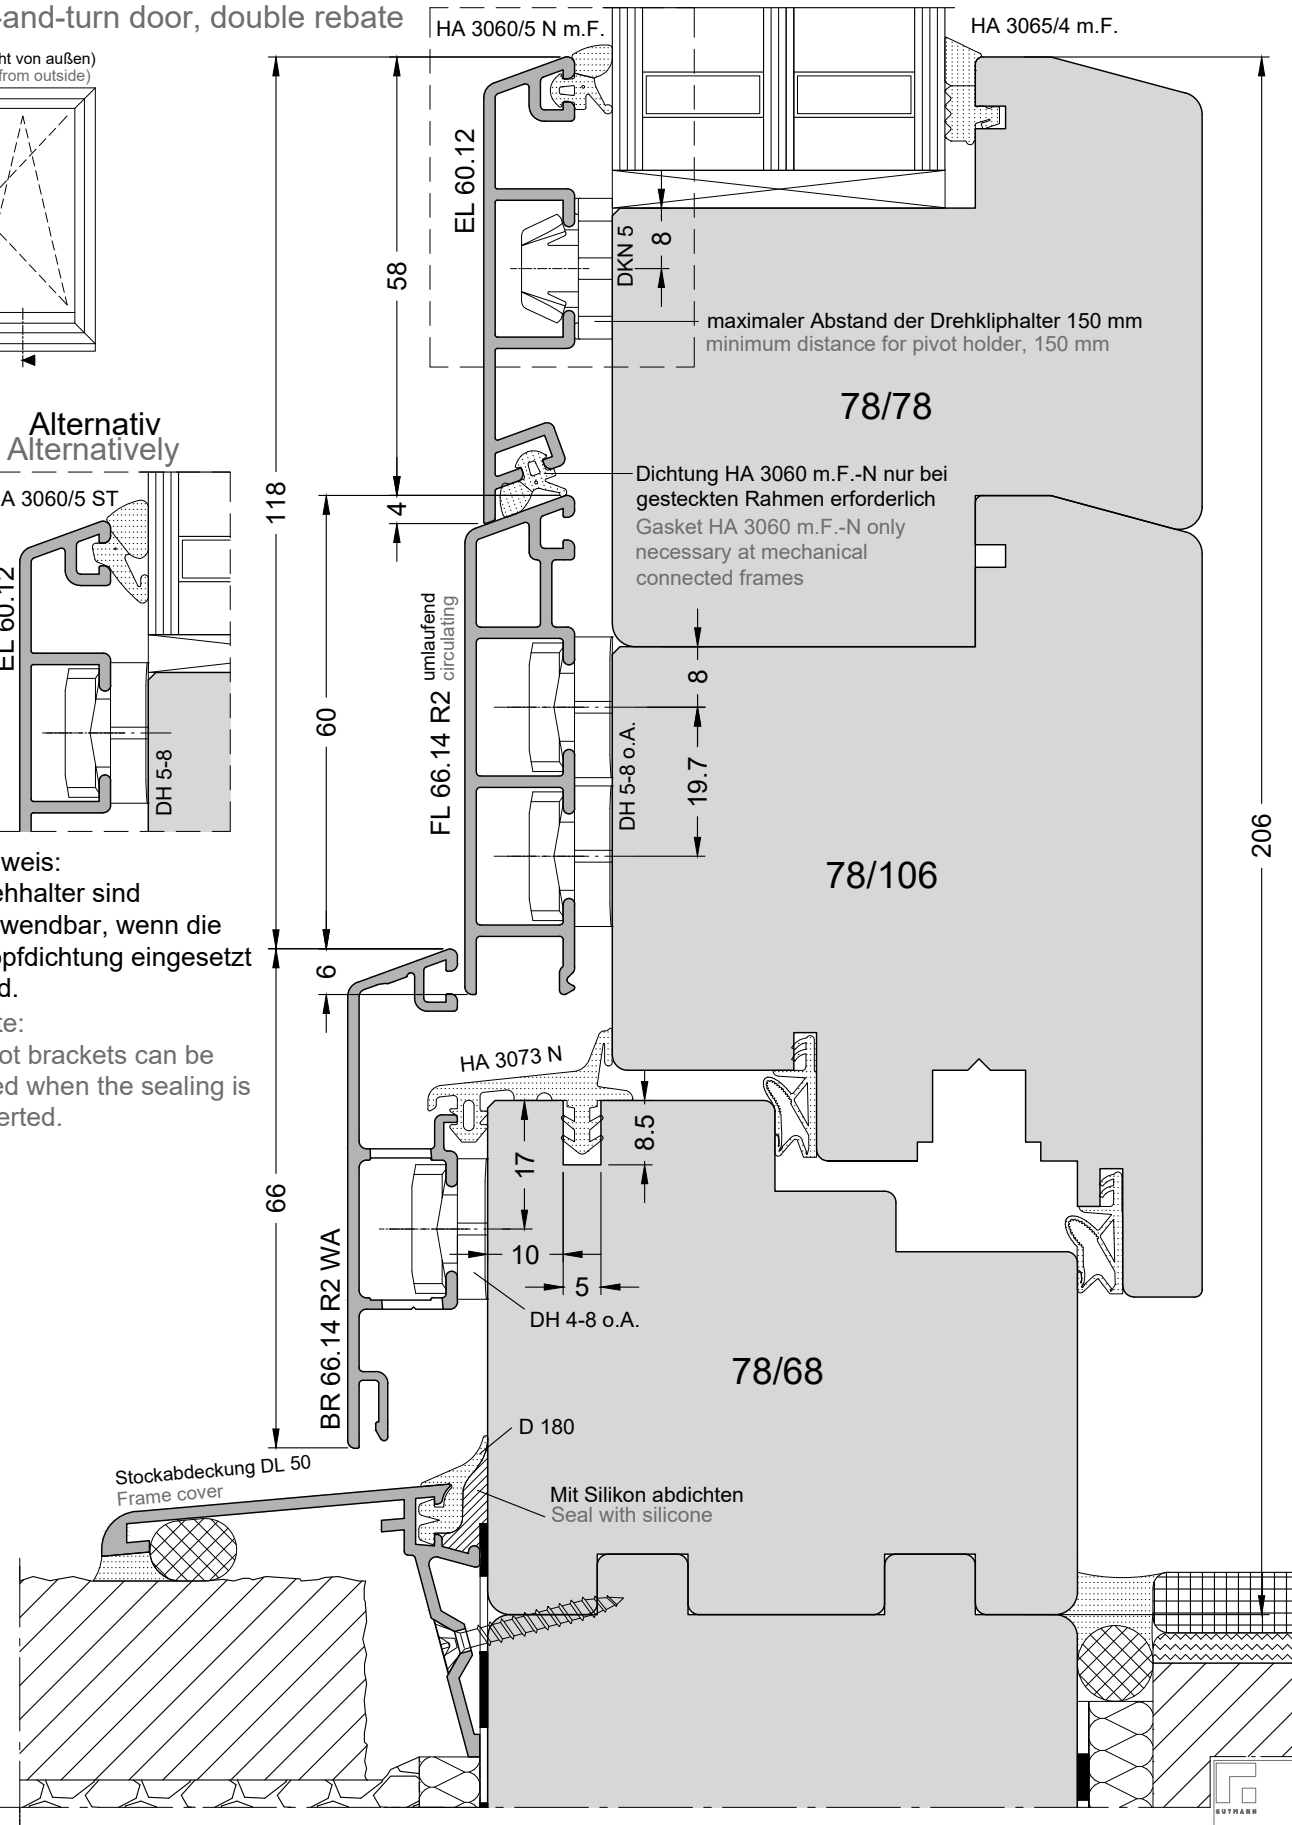 -and-turn door, double rebate
ht von außen)
from outside)
HA 3060/5 N m.F.
HA 3065/4 m.F.
EL 60.12
58
DKN 5
8
maximaler Abstand der Drehkliphalter 150 mm
minimum distance for pivot holder, 150 mm
78/78
Alternativ
Alternatively
A 3060/5 ST
EL 60.12
DH 5-8
118
4
Dichtung HA 3060 m.F.-N nur bei
gesteckten Rahmen erforderlich
Gasket HA 3060 m.F.-N only
necessary at mechanical
connected frames
60
FL 66.14 R2
umlaufend
circulating
8
19.7
DH 5-8 o.A.
78/106
206
weis:
ehhalter sind
wendbar, wenn die
opfdichtung eingesetzt
d.
te:
ot brackets can be
ed when the sealing is
erted.
6
HA 3073 N
8.5
17
66
10
5
DH 4-8 o.A.
BR 66.14 R2 WA
78/68
D 180
Stockabdeckung DL 50
Frame cover
Mit Silikon abdichten
Seal with silicone
GUTMANN